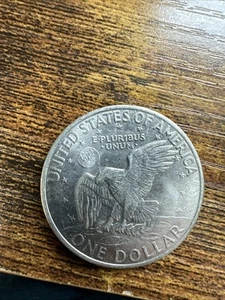 UNITED STATES OF AMERICA
E·PLURIBUS
·UNUM·
ONE DOLLAR